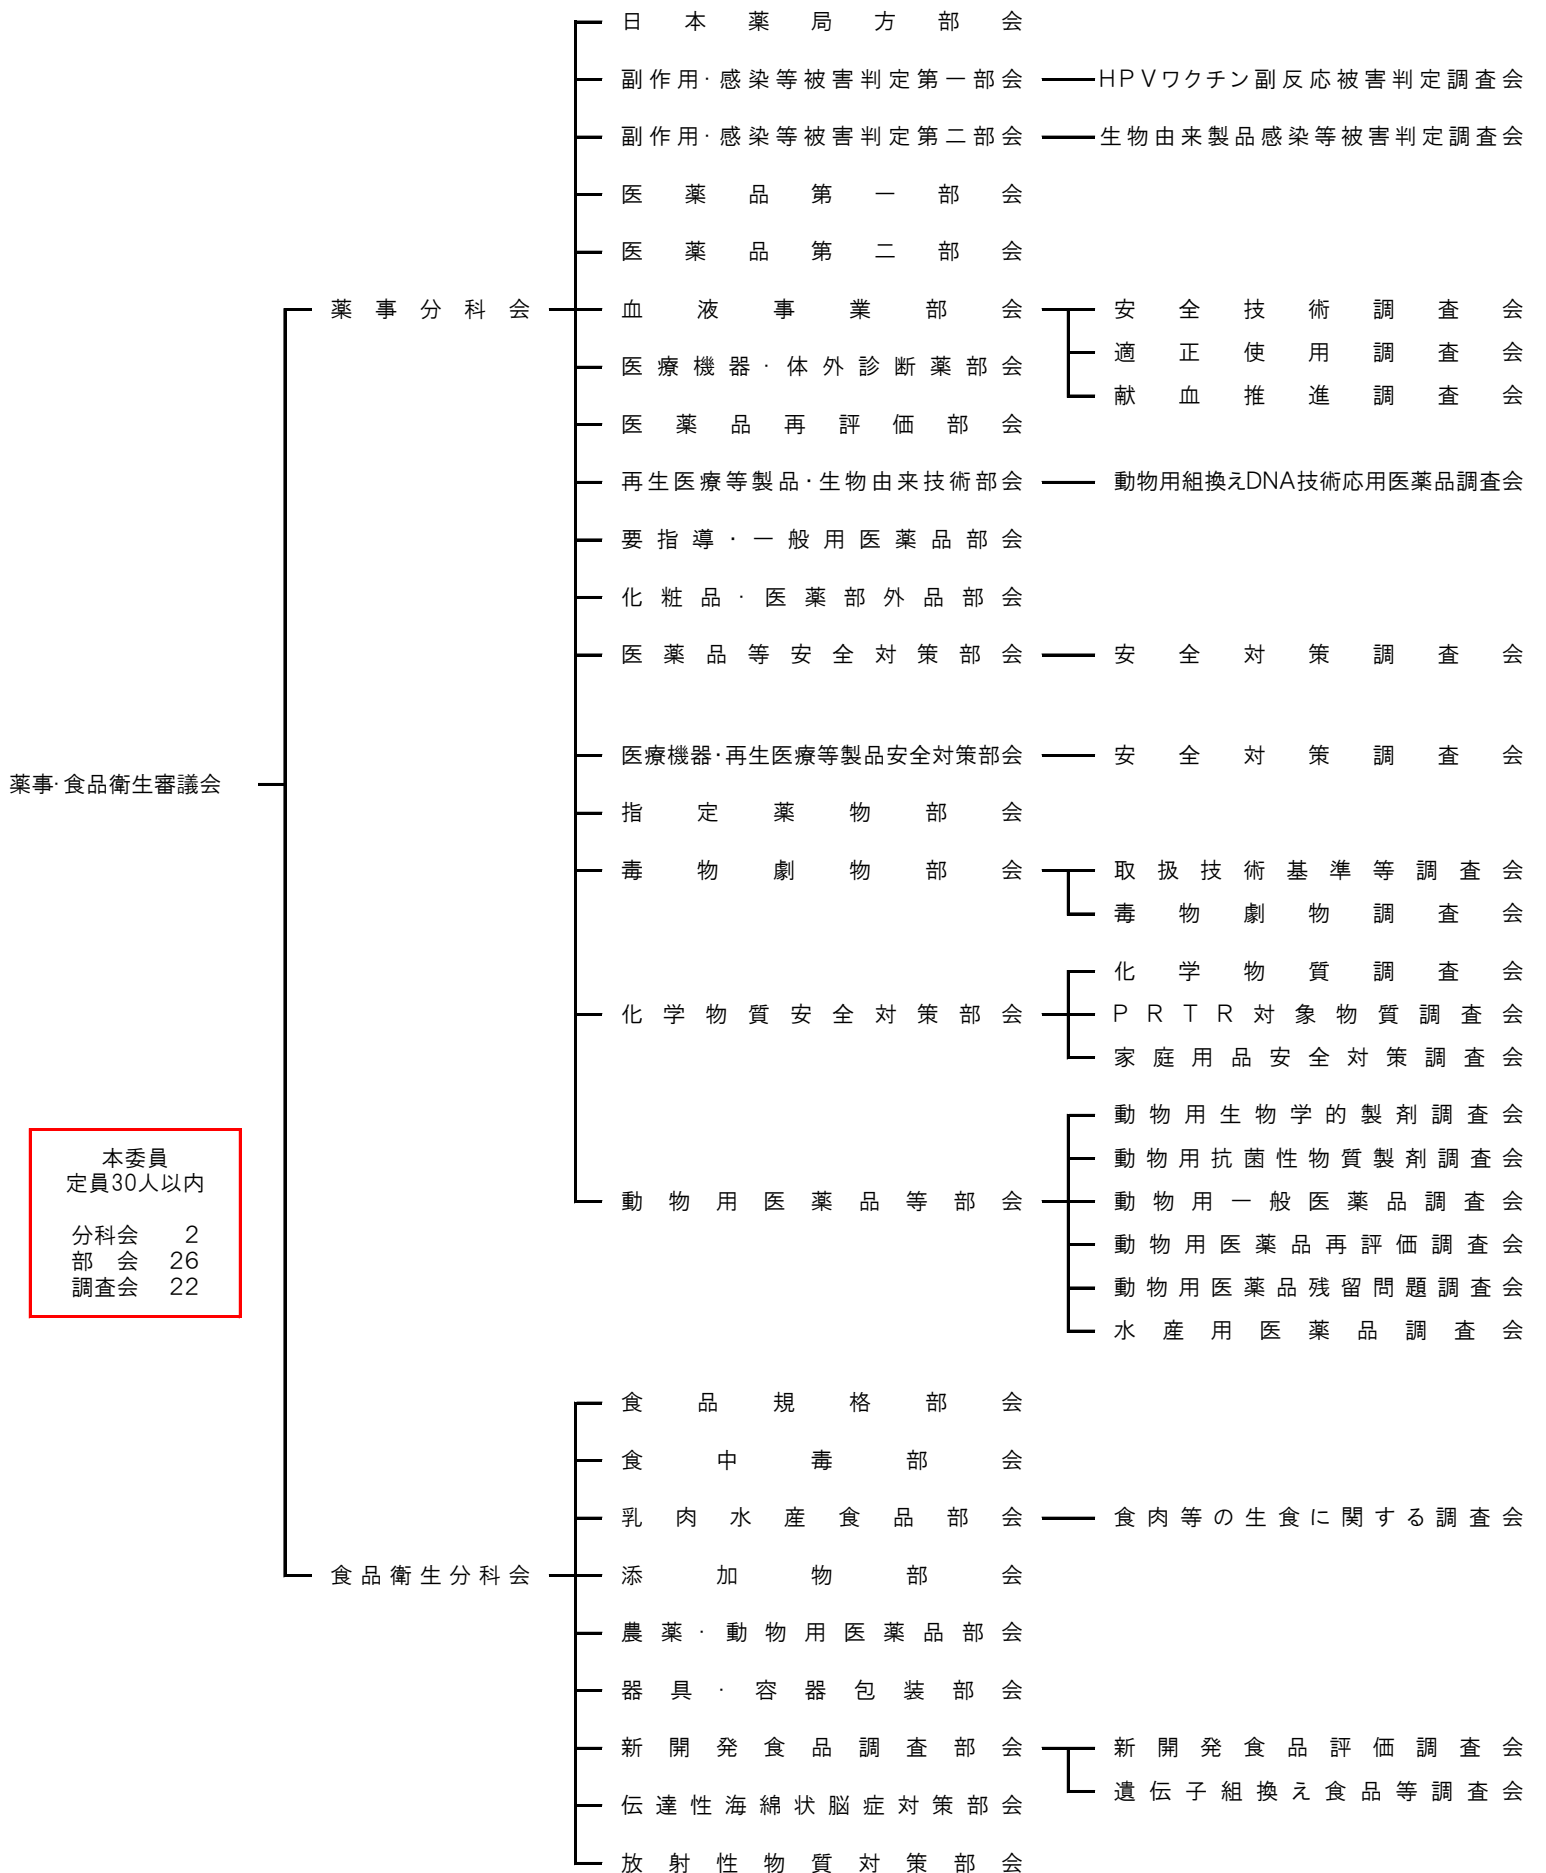 日本薬局方部会
副作用・感染等被害判定第一部会 HPVワクチン副反応被害判定調査会
副作用・感染等被害判定第二部会 生物由来製品感染等被害判定調査会
医薬品第一部会
医薬品第二部会
薬事分科会 血液事業部会 安全技術調査会
適正使用調査会
医療機器・体外診断薬部会
献血推進調査会
医薬品再評価部会
再生医療等製品・生物由来技術部会 動物用組換えDNA技術応用医薬品調査会
要指導・一般用医薬品部会
化粧品・医薬部外品部会
医薬品等安全対策部会 安全対策調査会
医療機器・再生医療等製品安全対策部会 安全対策調査会
薬事・食品衛生審議会
指定薬物部会
毒物劇物部会 取扱技術基準等調査会
毒物劇物調査会
化学物質調査会
化学物質安全対策部会 PRTR対象物質調査会
家庭用品安全対策調査会
動物用生物学的製剤調査会
動物用抗菌性物質製剤調査会
動物用医薬品等部会 動物用一般医薬品調査会
動物用医薬品再評価調査会
動物用医薬品残留問題調査会
水産用医薬品調査会
本委員
定員30人以内
分科会 2
部 会 26
調査会 22
食品規格部会
食中毒部会
乳肉水産食品部会 食肉等の生食に関する調査会
食品衛生分科会 添加物部会
農薬・動物用医薬品部会
器具・容器包装部会
新開発食品調査部会 新開発食品評価調査会
遺伝子組換え食品等調査会
伝達性海綿状脳症対策部会
放射性物質対策部会